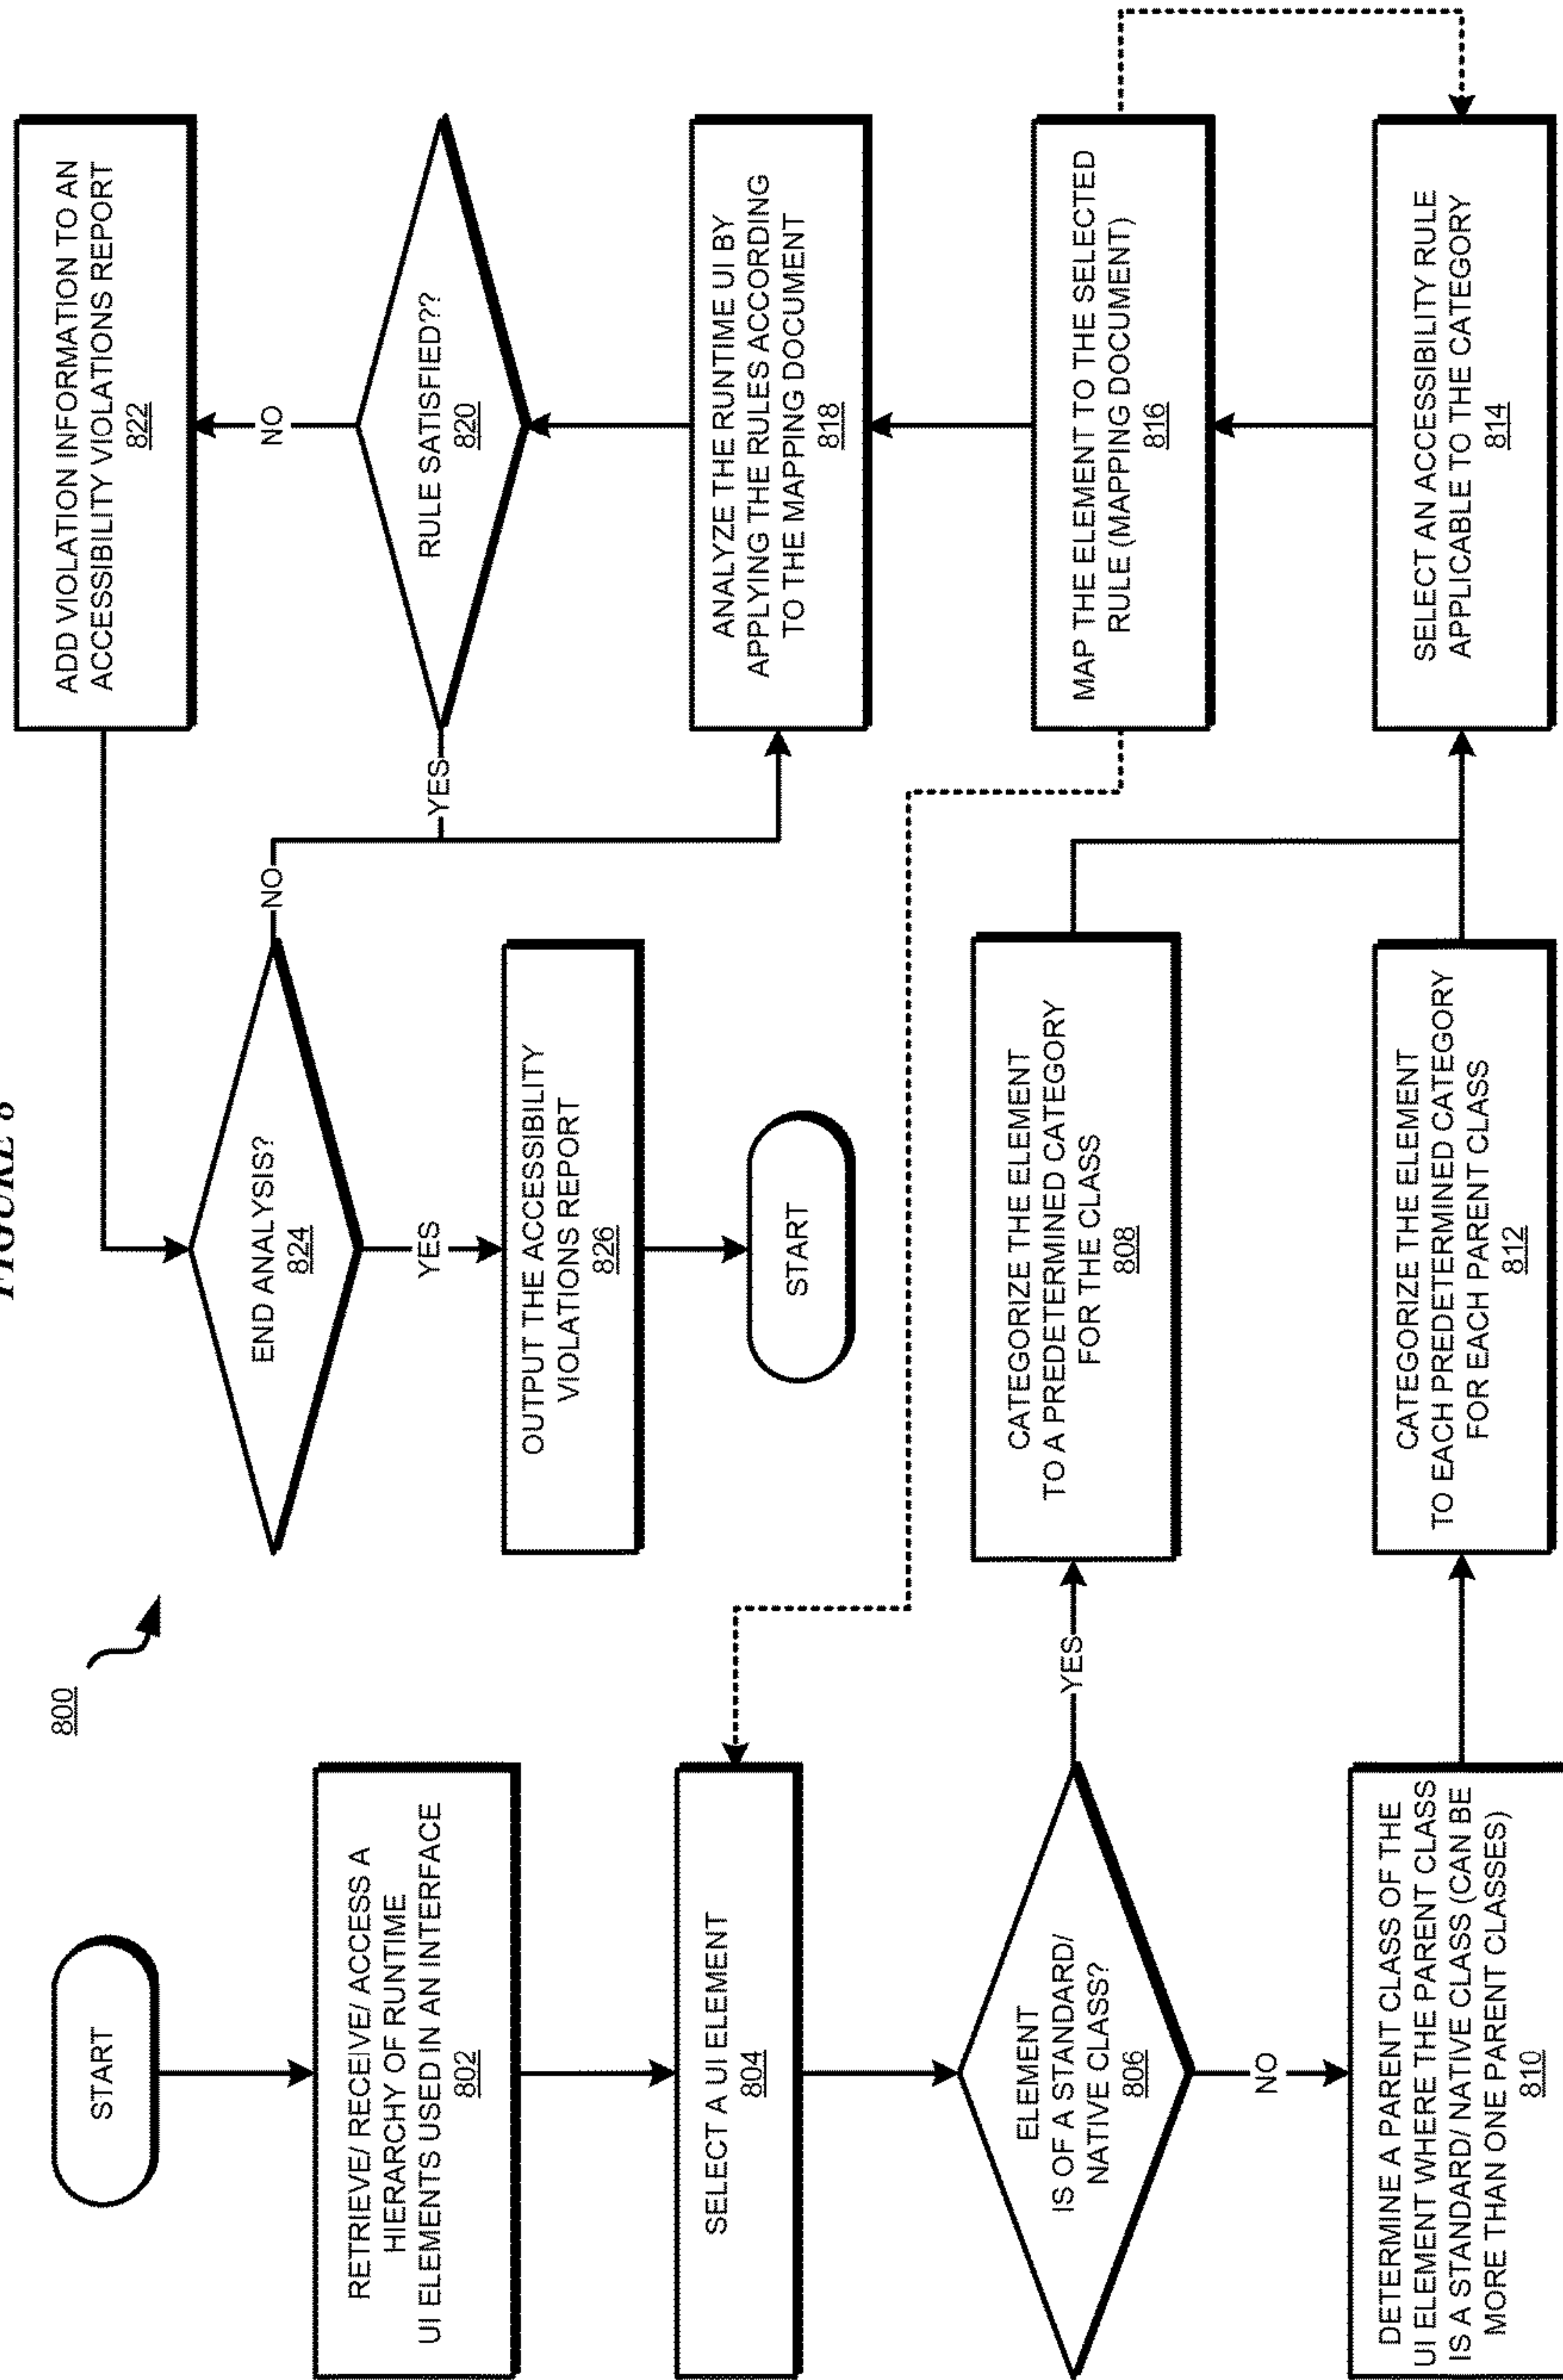 FIGURE 8
800
START
RETRIEVE/ RECEIVE/ ACCESS A
HIERARCHY OF RUNTIME
UI ELEMENTS USED IN AN INTERFACE
802
SELECT A UI ELEMENT
804
ELEMENT
IS OF A STANDARD/
NATIVE CLASS?
806
YES
NO
CATEGORIZE THE ELEMENT
TO A PREDETERMINED CATEGORY
FOR THE CLASS
808
DETERMINE A PARENT CLASS OF THE
UI ELEMENT WHERE THE PARENT CLASS
IS A STANDARD/ NATIVE CLASS (CAN BE
MORE THAN ONE PARENT CLASSES)
810
CATEGORIZE THE ELEMENT
TO EACH PREDETERMINED CATEGORY
FOR EACH PARENT CLASS
812
SELECT AN ACCESSIBILITY RULE
APPLICABLE TO THE CATEGORY
814
MAP THE ELEMENT TO THE SELECTED
RULE (MAPPING DOCUMENT)
816
ANALYZE THE RUNTIME UI BY
APPLYING THE RULES ACCORDING
TO THE MAPPING DOCUMENT
818
RULE SATISFIED??
820
YES
NO
ADD VIOLATION INFORMATION TO AN
ACCESSIBILITY VIOLATIONS REPORT
822
END ANALYSIS?
824
NO
YES
OUTPUT THE ACCESSIBILITY
VIOLATIONS REPORT
826
START